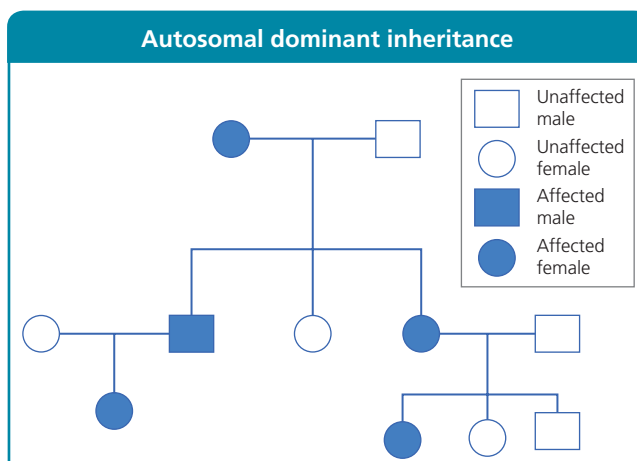 Autosomal dominant inheritance
Unaffected
male
Unaffected
female
Affected
male
Affected
female